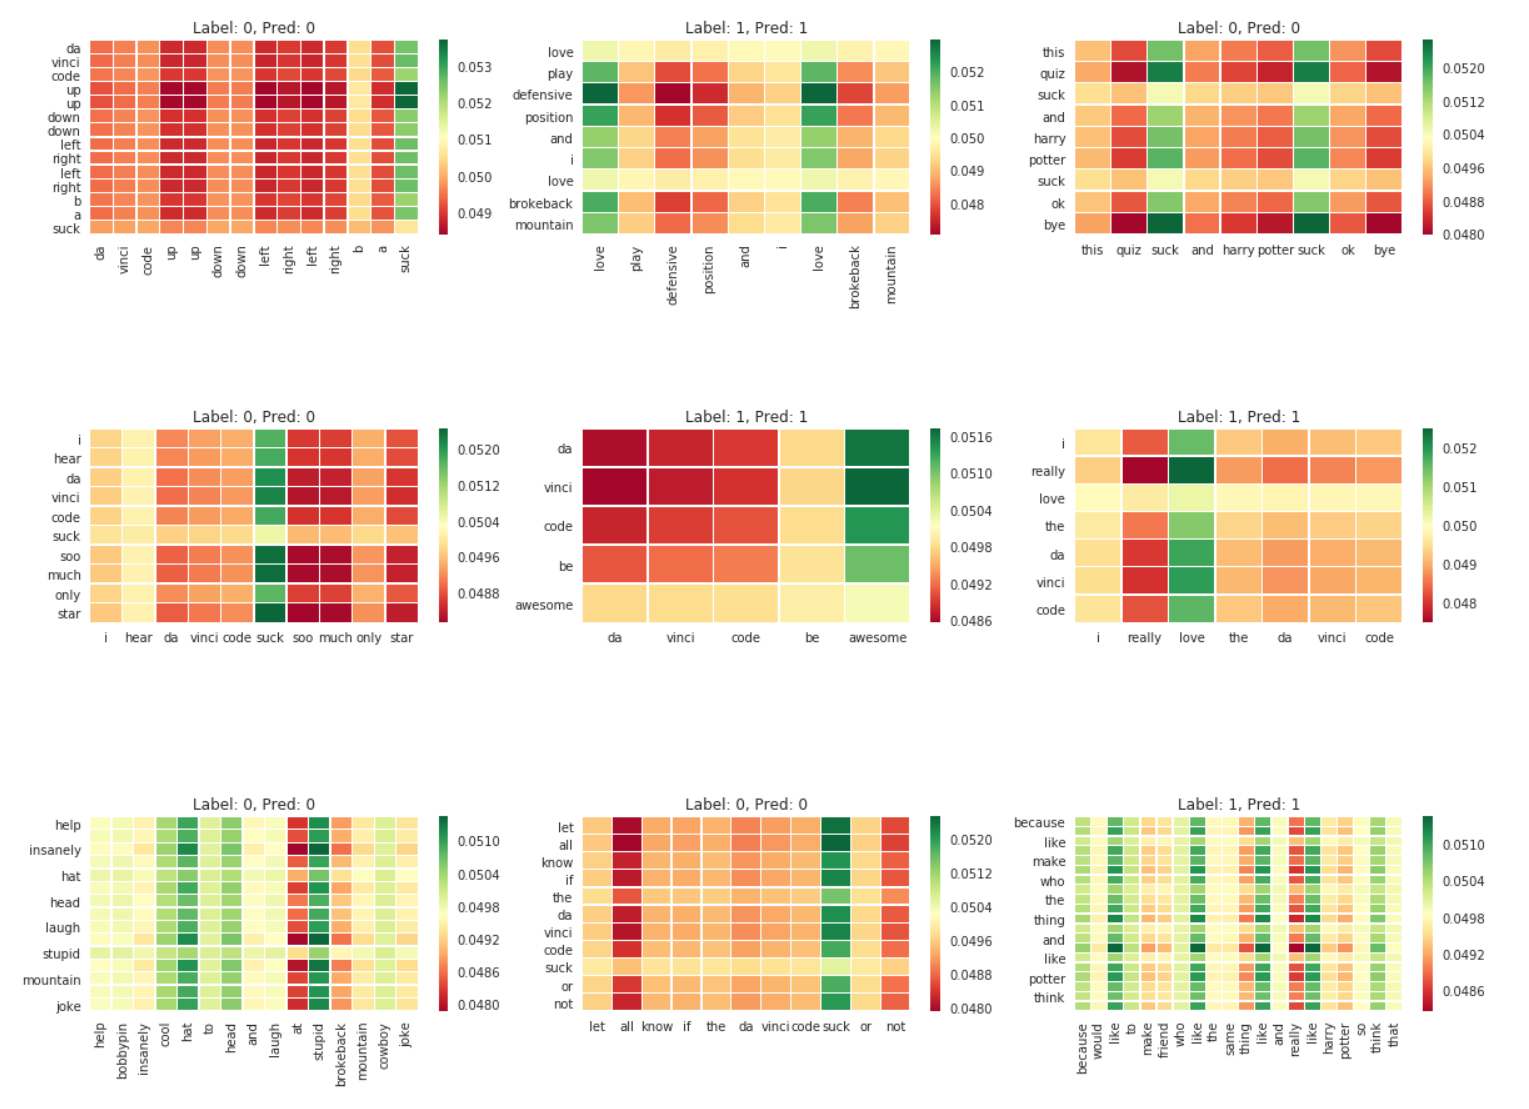 Label: 0, Pred: 0
da
vinci
code
up
up
down
down
left
right
left
right
b
a
suck
da vinci code up up down down left right left right b a suck
0.053
0.052
0.051
0.050
0.049
Label: 1, Pred: 1
love
play
defensive
position
and
i
love
brokeback
mountain
love play defensive position and i love brokeback mountain
0.052
0.051
0.050
0.049
0.048
Label: 0, Pred: 0
this
quiz
suck
and
harry
potter
suck
ok
bye
this quiz suck and harry potter suck ok bye
0.0520
0.0512
0.0504
0.0496
0.0488
0.0480
Label: 0, Pred: 0
i
hear
da
vinci
code
suck
soo
much
only
star
i hear da vinci code suck soo much only star
0.0520
0.0512
0.0504
0.0496
0.0488
Label: 1, Pred: 1
da
vinci
code
be
awesome
da vinci code be awesome
0.0516
0.0510
0.0504
0.0498
0.0492
0.0486
Label: 1, Pred: 1
i
really
love
the
da
vinci
code
i really love the da vinci code
0.052
0.051
0.050
0.049
0.048
Label: 0, Pred: 0
help
insanely
hat
head
laugh
stupid
mountain
joke
help bobbypin insanely cool hat to head and laugh at stupid brokeback mountain cowboy joke
0.0510
0.0504
0.0498
0.0492
0.0486
0.0480
Label: 0, Pred: 0
let
all
know
if
the
da
vinci
code
suck
or
not
let all know if the da vinci code suck or not
0.0520
0.0512
0.0504
0.0496
0.0488
0.0480
Label: 1, Pred: 1
because
like
make
who
the
thing
and
like
potter
think
because would like to make friend who like the same thing like and really like harry potter so think that
0.0510
0.0504
0.0498
0.0492
0.0486